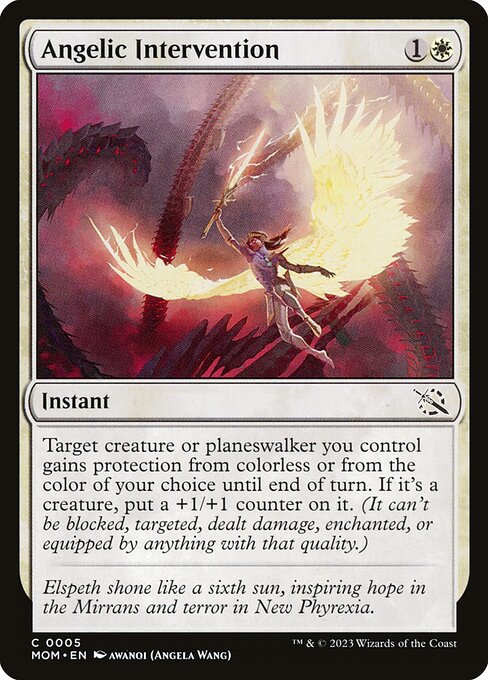 Angelic Intervention 1
Instant
Target creature or planeswalker you control
gains protection from colorless or from the
color of your choice until end of turn. If it's a
creature, put a +1/+1 counter on it. (It can't
be blocked, targeted, dealt damage, enchanted, or
equipped by anything with that quality.)
Elspeth shone like a sixth sun, inspiring hope in
the Mirrans and terror in New Phyrexia.
C 0005 ™ & © 2023 Wizards of the Coast
MOM • EN AWANQI (ANGELA WANG)